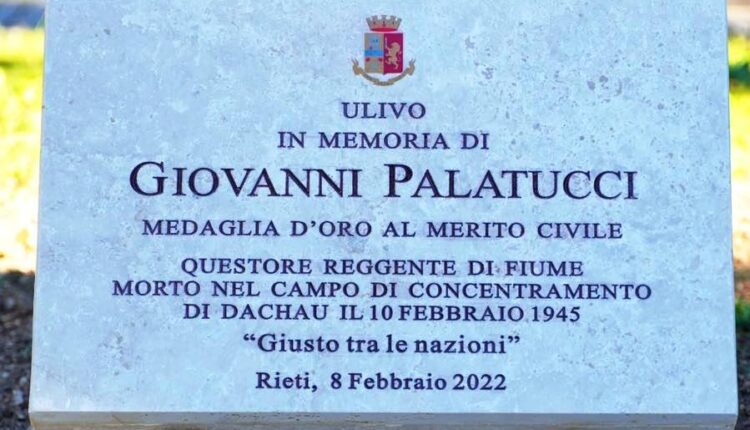 ULIVO
IN MEMORIA DI
GIOVANNI PALATUCCI
MEDAGLIA D'ORO AL MERITO CIVILE
QUESTORE REGGENTE DI FIUME
MORTO NEL CAMPO DI CONCENTRAMENTO
DI DACHAU IL 10 FEBBRAIO 1945
“Giusto tra le nazioni”
Rieti, 8 Febbraio 2022